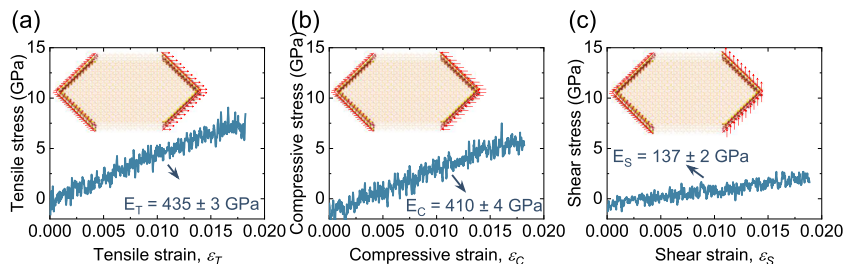 (a)
Tensile stress (GPa)
15
10
5
0
E_T = 435 ± 3 GPa
0.000 0.005 0.010 0.015 0.020
Tensile strain, ε_T
(b)
Compressive stress (GPa)
15
10
5
0
E_C = 410 ± 4 GPa
0.000 0.005 0.010 0.015 0.020
Compressive strain, ε_C
(c)
Shear stress (GPa)
15
10
5
0
E_S = 137 ± 2 GPa
0.000 0.005 0.010 0.015 0.020
Shear strain, ε_S